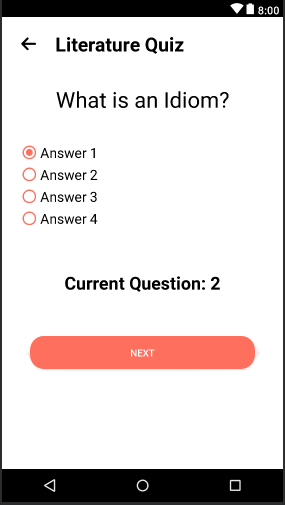 8:00
Literature Quiz
What is an Idiom?
Answer 1
Answer 2
Answer 3
Answer 4
Current Question: 2
NEXT